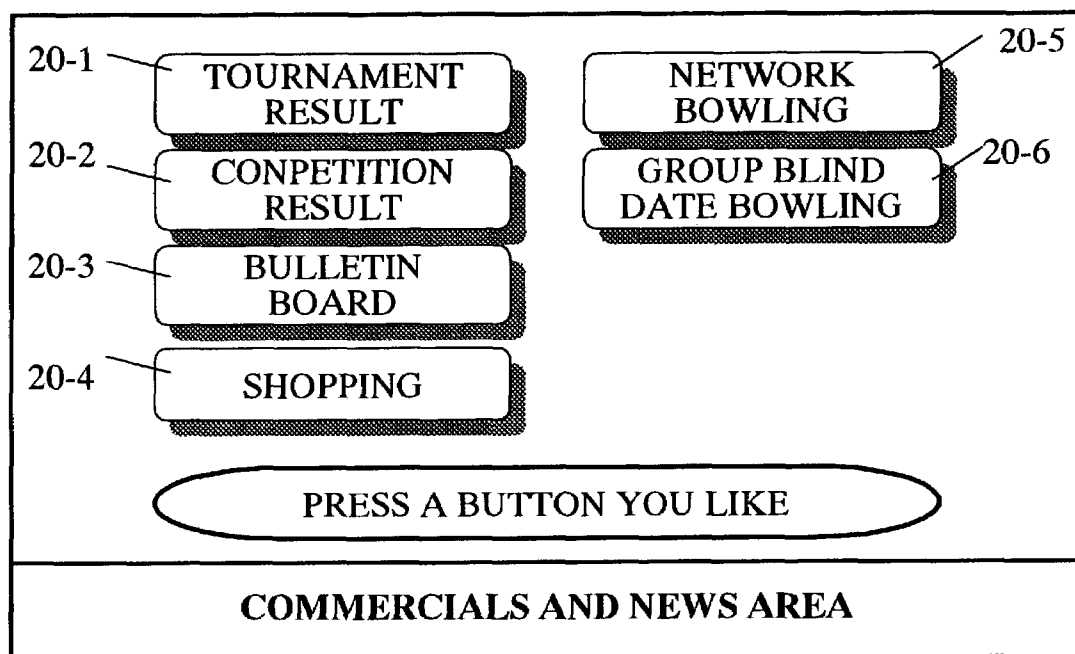 20-1
TOURNAMENT
RESULT
20-2
CONPETITION
RESULT
20-3
BULLETIN
BOARD
20-4
SHOPPING
20-5
NETWORK
BOWLING
20-6
GROUP BLIND
DATE BOWLING
PRESS A BUTTON YOU LIKE
COMMERCIALS AND NEWS AREA